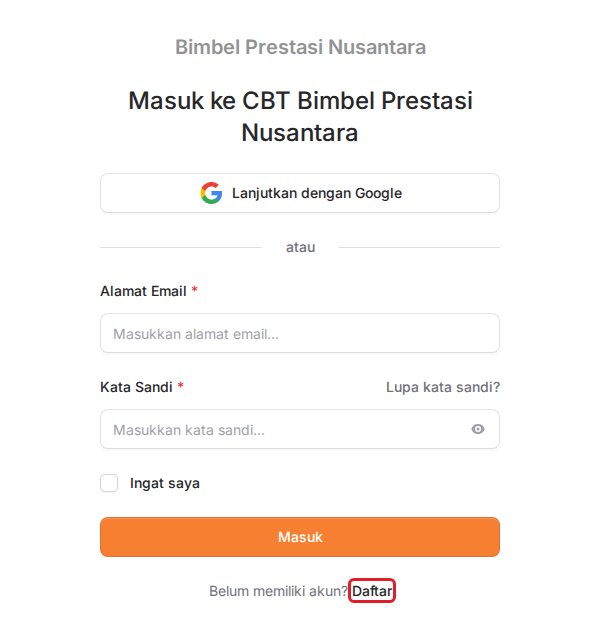 Bimbel Prestasi Nusantara
Masuk ke CBT Bimbel Prestasi
Nusantara
Lanjutkan dengan Google
atau
Alamat Email *
Masukkan alamat email...
Kata Sandi * Lupa kata sandi?
Masukkan kata sandi...
Ingat saya
Masuk
Belum memiliki akun? Daftar